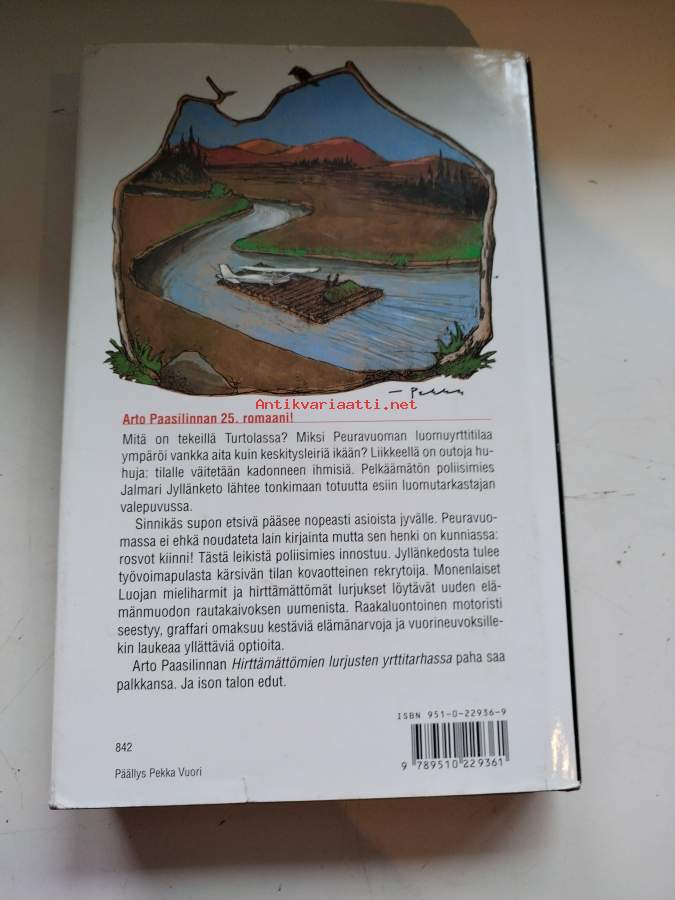 Pekka
Antikvariaatti.net
Arto Paasilinnan 25. romaani!
Mitä on tekeillä Turtolassa? Miksi Peuravuoman luomuyrttitilaa
ympäröi vankka aita kuin keskitysleiriä ikään? Liikkeellä on outoja hu-
huja: tilalle väitetään kadonneen ihmisiä. Pelkäämätön poliisimies
Jalmari Jyllänketo lähtee tonkimaan totuutta esiin luomutarkastajan
valepuvussa.
Sinnikäs supon etsivä pääsee nopeasti asioista jyvälle. Peuravuo-
massa ei ehkä noudateta lain kirjainta mutta sen henki on kunniassa:
rosvot kiinni! Tästä leikistä poliisimies innostuu. Jyllänkedosta tulee
työvoimapulasta kärsivän tilan kovaotteinen rekrytoija. Monenlaiset
Luojan mieliharmit ja hirttämättömät lurjukset löytävät uuden elä-
mänmuodon rautakaivoksen uumenista. Raakaluontoinen motoristi
seestyy, graffari omaksuu kestäviä elämänarvoja ja vuorineuvoksille-
kin laukeaa yllättäviä optioita.
Arto Paasilinnan Hirttämättömien lurjusten yrttitarhassa paha saa
palkkansa. Ja ison talon edut.
ISBN 951-0-22936-9
842
Päällys Pekka Vuori
9 789510 229361